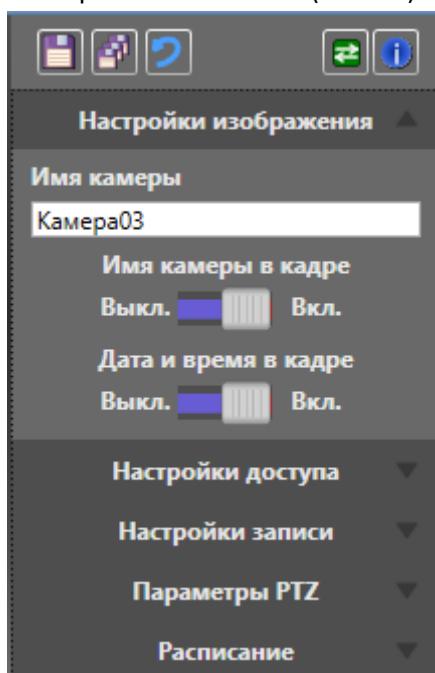 Настройки изображения
Имя камеры
Камера03
Имя камеры в кадре
Выкл. Вкл.
Дата и время в кадре
Выкл. Вкл.
Настройки доступа
Настройки записи
Параметры PTZ
Расписание